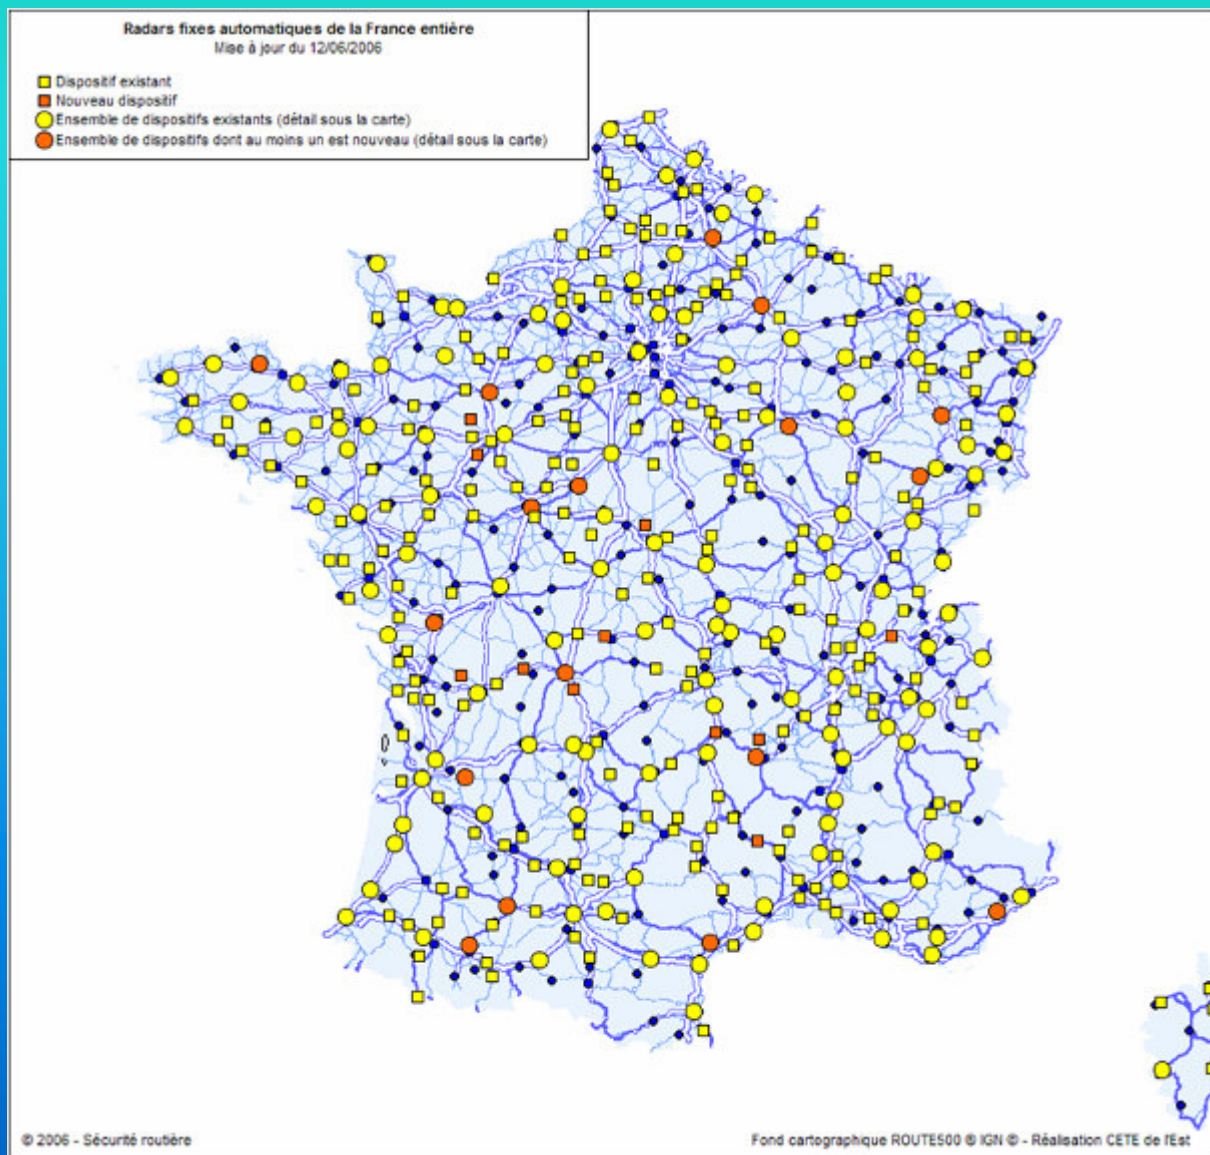 Radars fixes automatiques de la France entière
Mise à jour du 12/06/2006
Dispositif existant
Nouveau dispositif
Ensemble de dispositifs existants (détail sous la carte)
Ensemble de dispositifs dont au moins un est nouveau (détail sous la carte)
© 2006 - Sécurité routière
Fond cartographique ROUTE500 ® IGN © - Réalisation CETE de l'Est